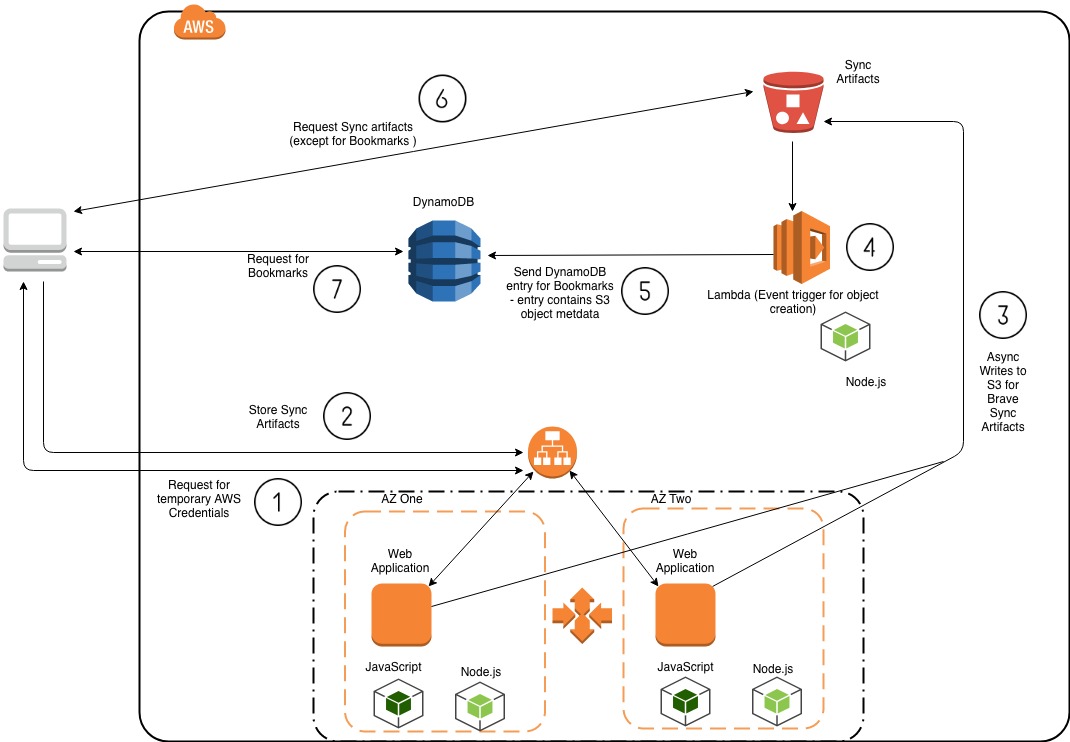 AWS
Sync
Artifacts
6
Request Sync artifacts
(except for Bookmarks )
DynamoDB
4
Request for
Bookmarks
7
Send DynamoDB
entry for Bookmarks
- entry contains S3
object metdata
5
Lambda (Event trigger for object
creation)
Node.js
3
Async
Writes to
S3 for
Brave
Sync
Artifacts
Store Sync
Artifacts
2
Request for
temporary AWS
Credentials
1
AZ One
AZ Two
Web
Application
Web
Application
JavaScript
Node.js
JavaScript
Node.js